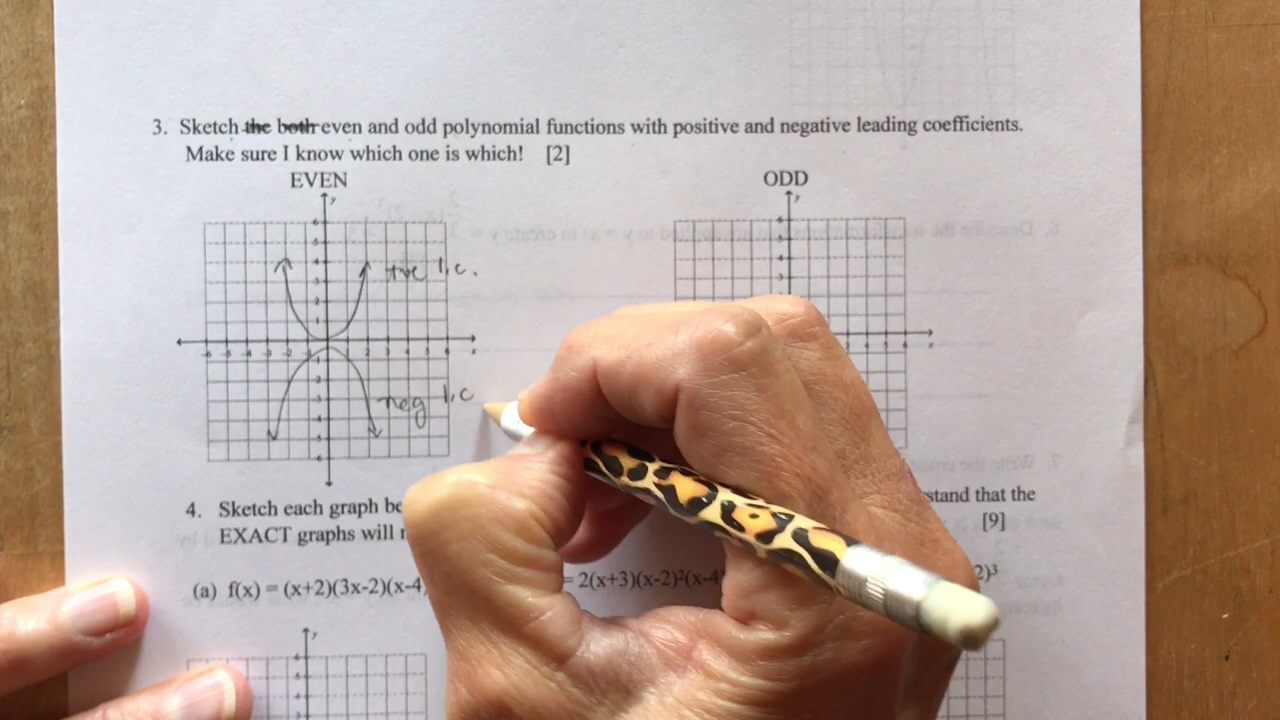 3. Sketch the both even and odd polynomial functions with positive and negative leading coefficients.
Make sure I know which one is which! [2]
EVEN
ODD
+ve l.c.
neg l.c
4. Sketch each graph be
stand that the
EXACT graphs will
[9]
(a) f(x) = (x+2)(3x-2)(x-4
= 2(x+3)(x-2)²(x-4
2)³